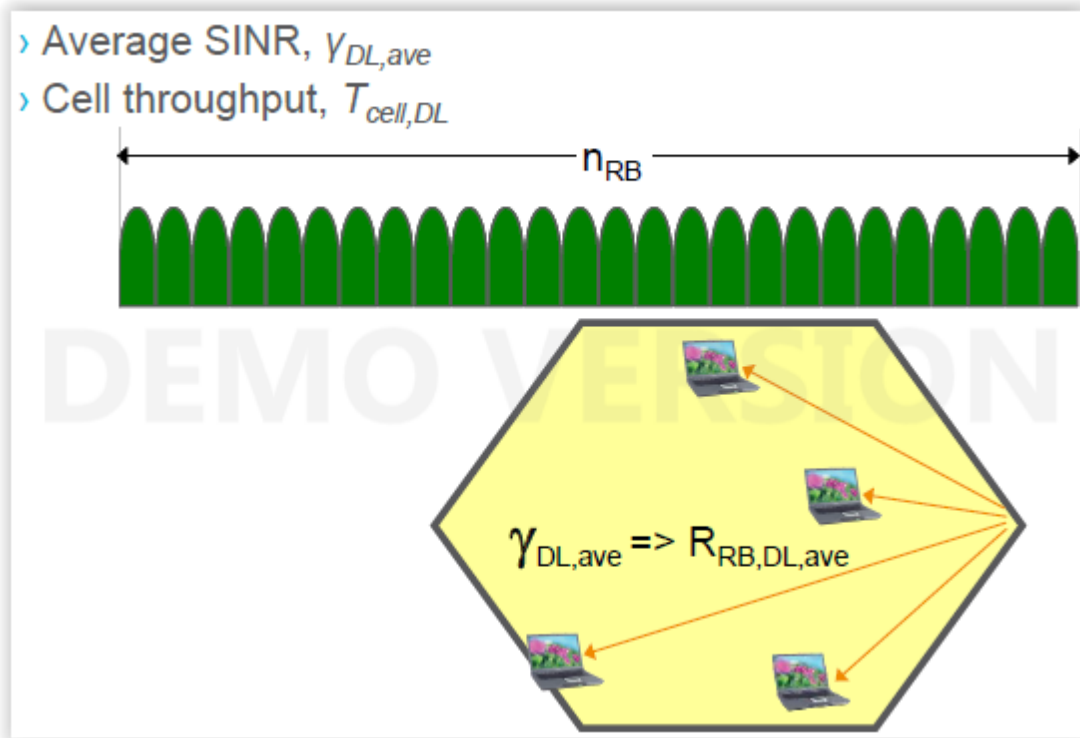 › Average SINR, γDL,ave
› Cell throughput, Tcell,DL
nRB
DEMO VERSION
γDL,ave => RRB,DL,ave